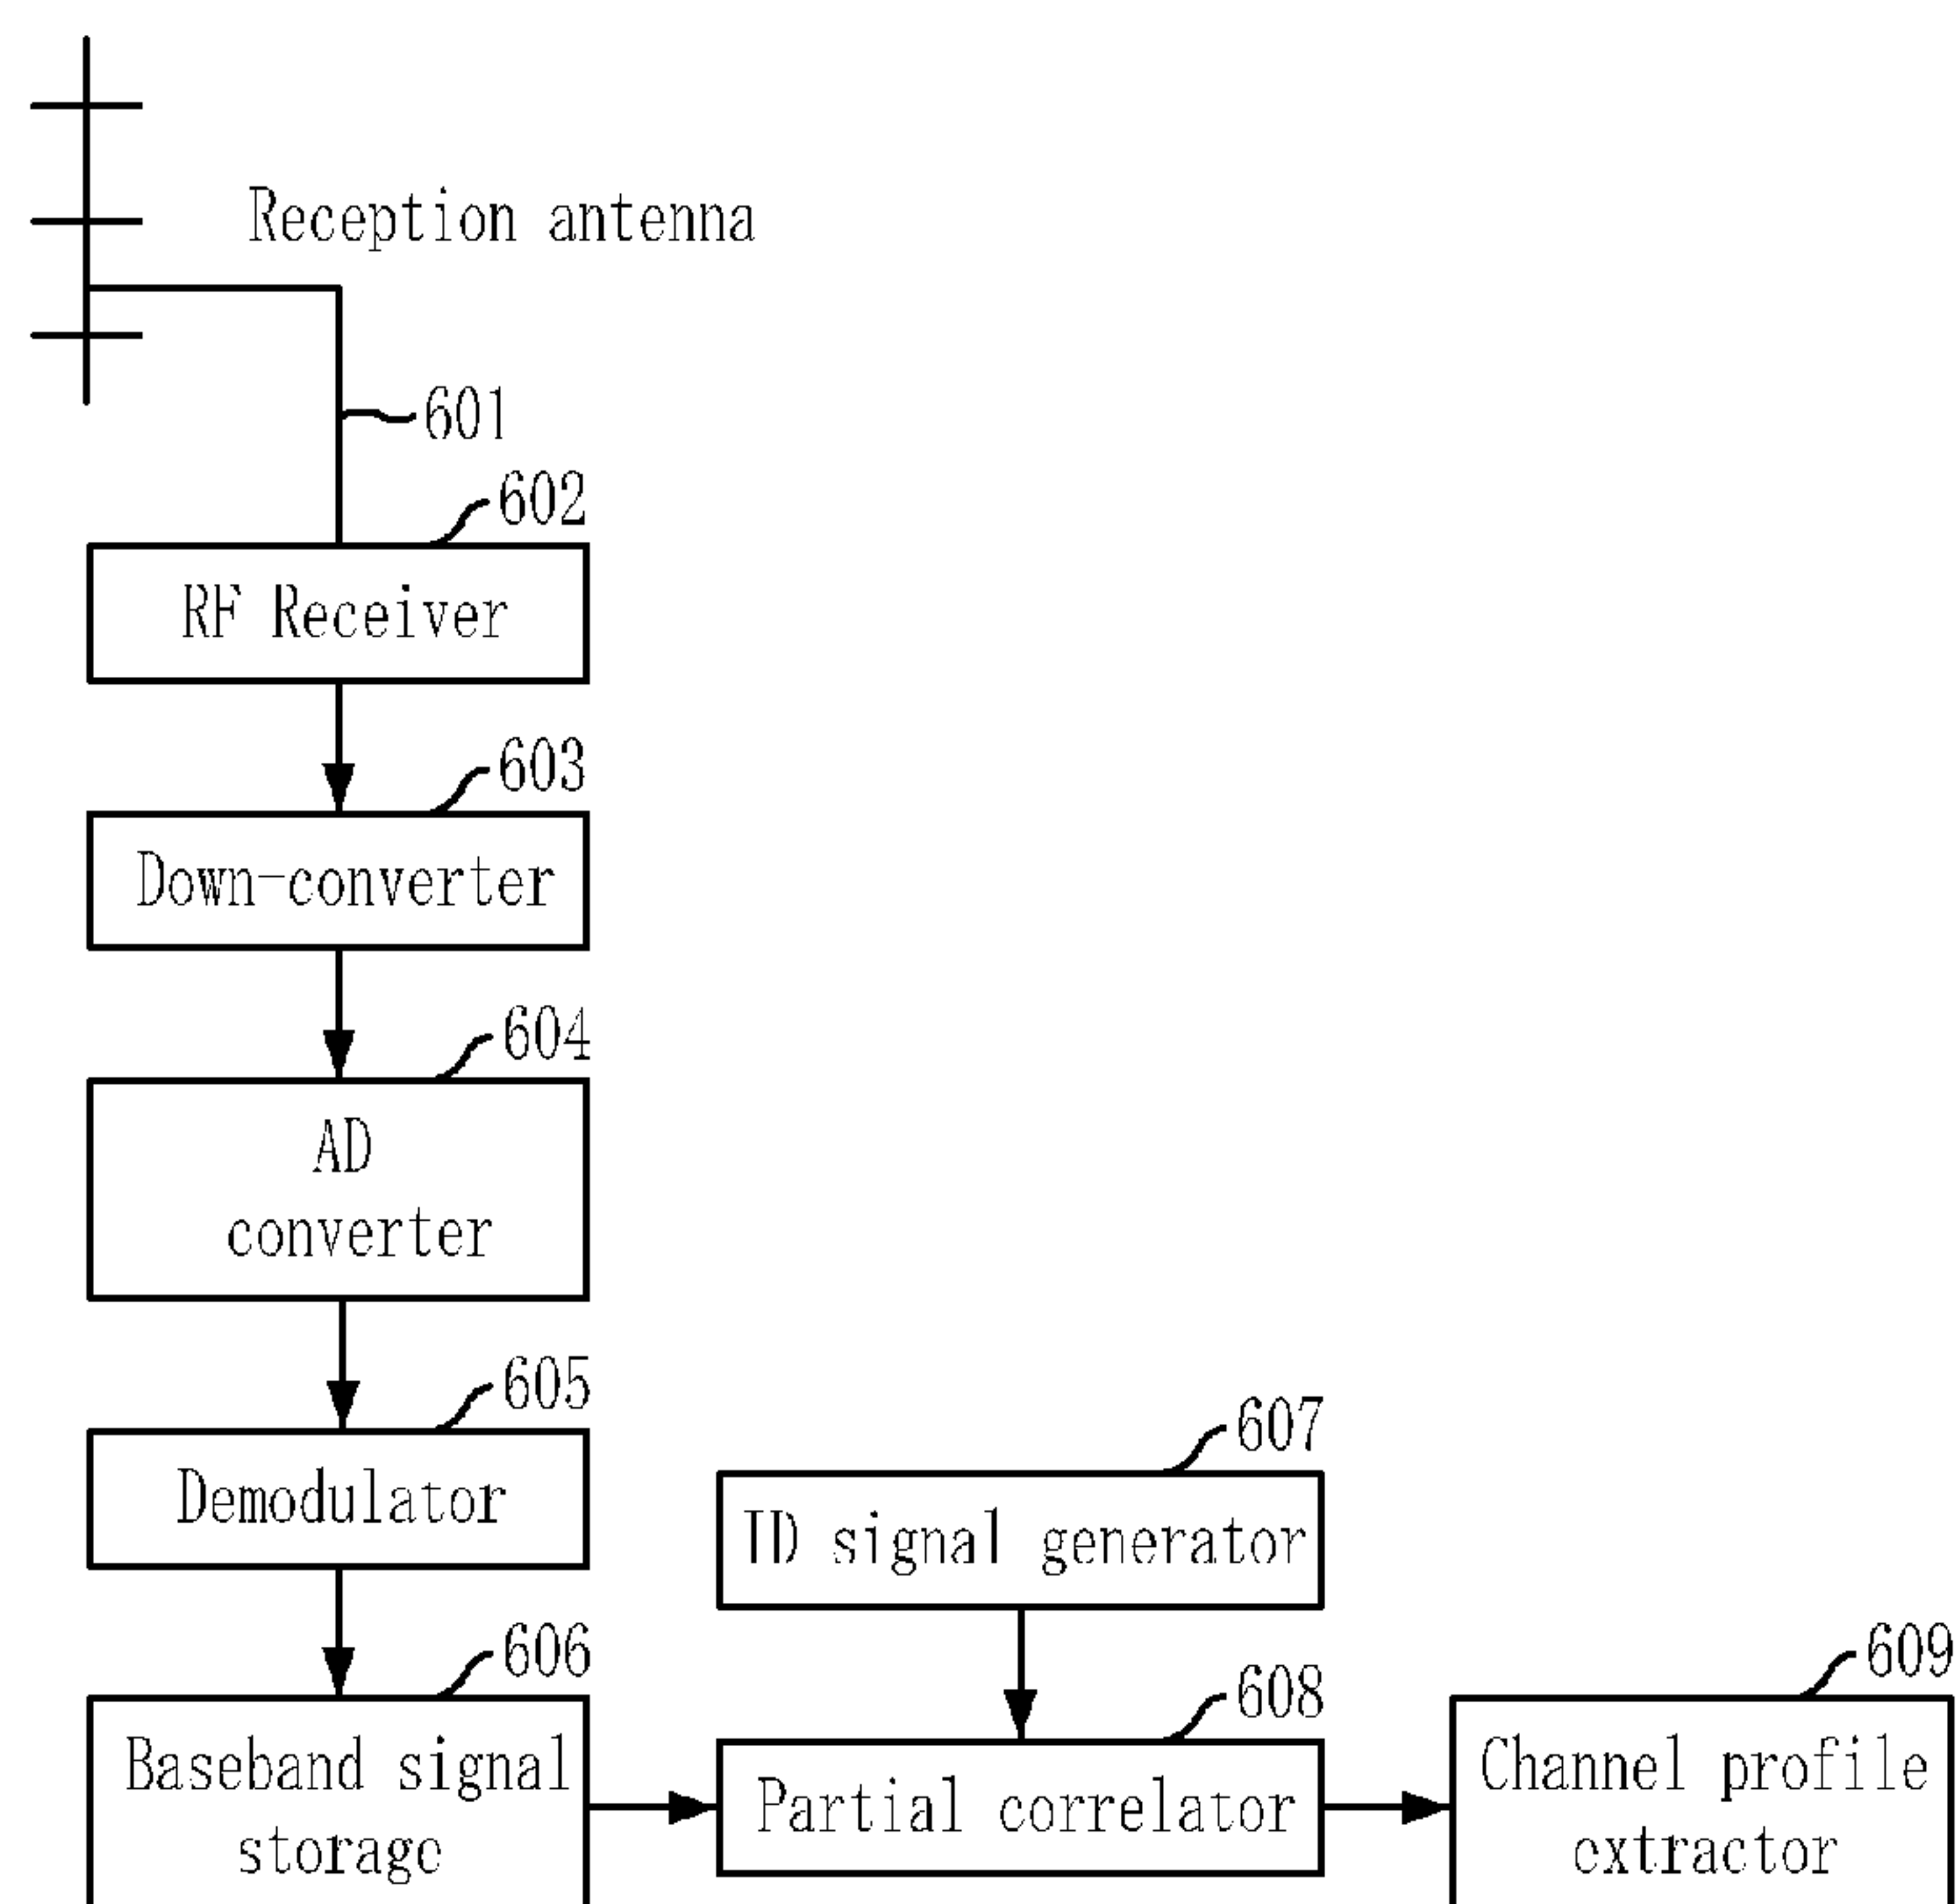 Reception antenna
601
602
RF Receiver
603
Down-converter
604
AD
converter
605
Demodulator
607
ID signal generator
606
Baseband signal
storage
608
Partial correlator
609
Channel profile
extractor